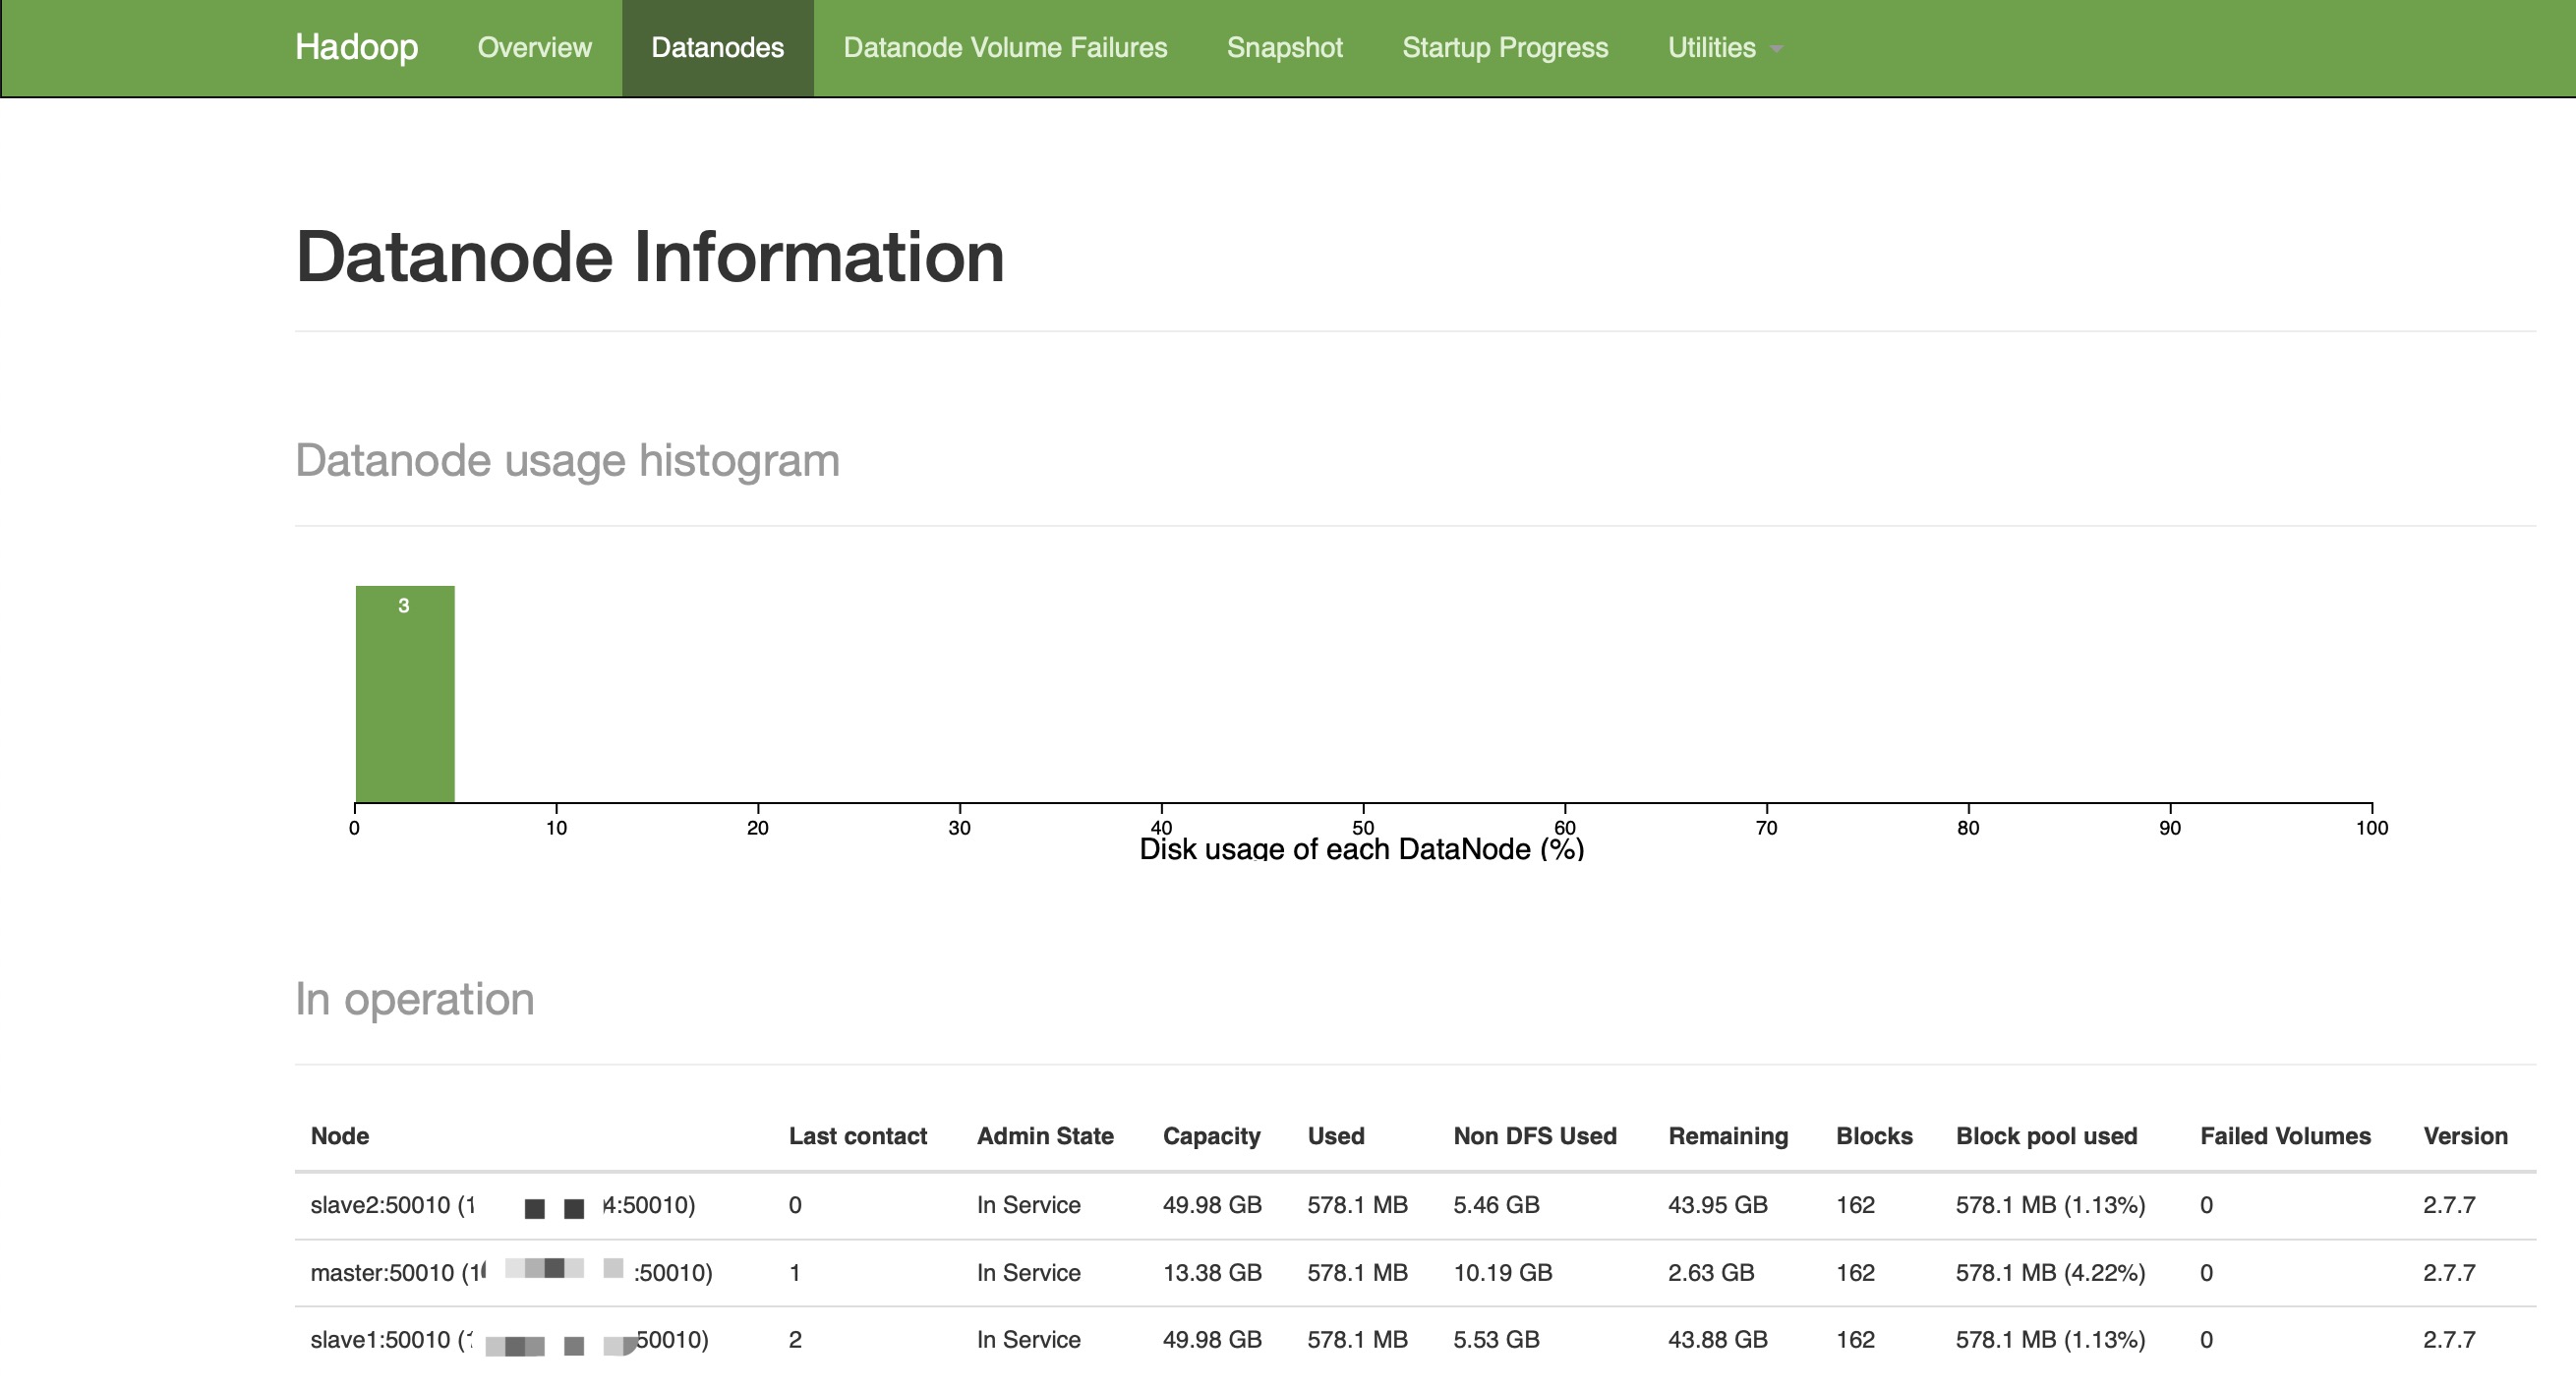 Hadoop Overview Datanodes Datanode Volume Failures Snapshot Startup Progress Utilities
Datanode Information
Datanode usage histogram
3
0 10 20 30 40 50 60 70 80 90 100
Disk usage of each DataNode (%)
In operation
Node Last contact Admin State Capacity Used Non DFS Used Remaining Blocks Block pool used Failed Volumes Version
slave2:50010 (1 4:50010) 0 In Service 49.98 GB 578.1 MB 5.46 GB 43.95 GB 162 578.1 MB (1.13%) 0 2.7.7
master:50010 (1 :50010) 1 In Service 13.38 GB 578.1 MB 10.19 GB 2.63 GB 162 578.1 MB (4.22%) 0 2.7.7
slave1:50010 ( 50010) 2 In Service 49.98 GB 578.1 MB 5.53 GB 43.88 GB 162 578.1 MB (1.13%) 0 2.7.7